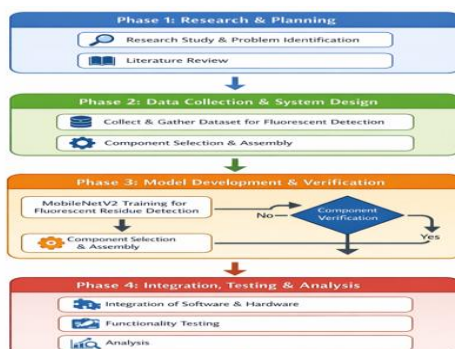 Phase 1: Research & Planning
Research Study & Problem Identification
Literature Review
Phase 2: Data Collection & System Design
Collect & Gather Dataset for Fluorescent Detection
Component Selection & Assembly
Phase 3: Model Development & Verification
MobileNetV2 Training for
Fluorescent Residue Detection
No
Component
Verification
Yes
Component Selection
& Assembly
Phase 4: Integration, Testing & Analysis
Integration of Software & Hardware
Functionality Testing
Analysis